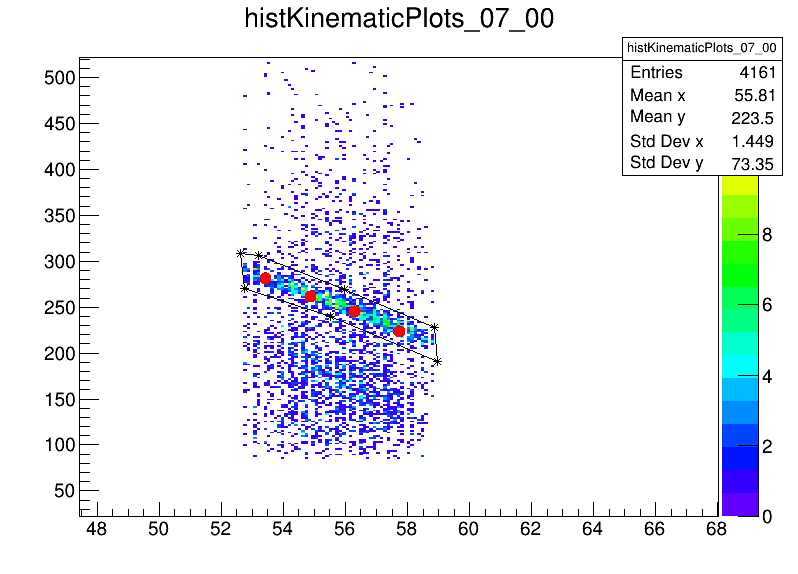 histKinematicPlots_07_00
histKinematicPlots_07_00
Entries 4161
Mean x 55.81
Mean y 223.5
Std Dev x 1.449
Std Dev y 73.35
500
450
400
350
300
250
200
150
100
50
8
6
4
2
0
48 50 52 54 56 58 60 62 64 66 68